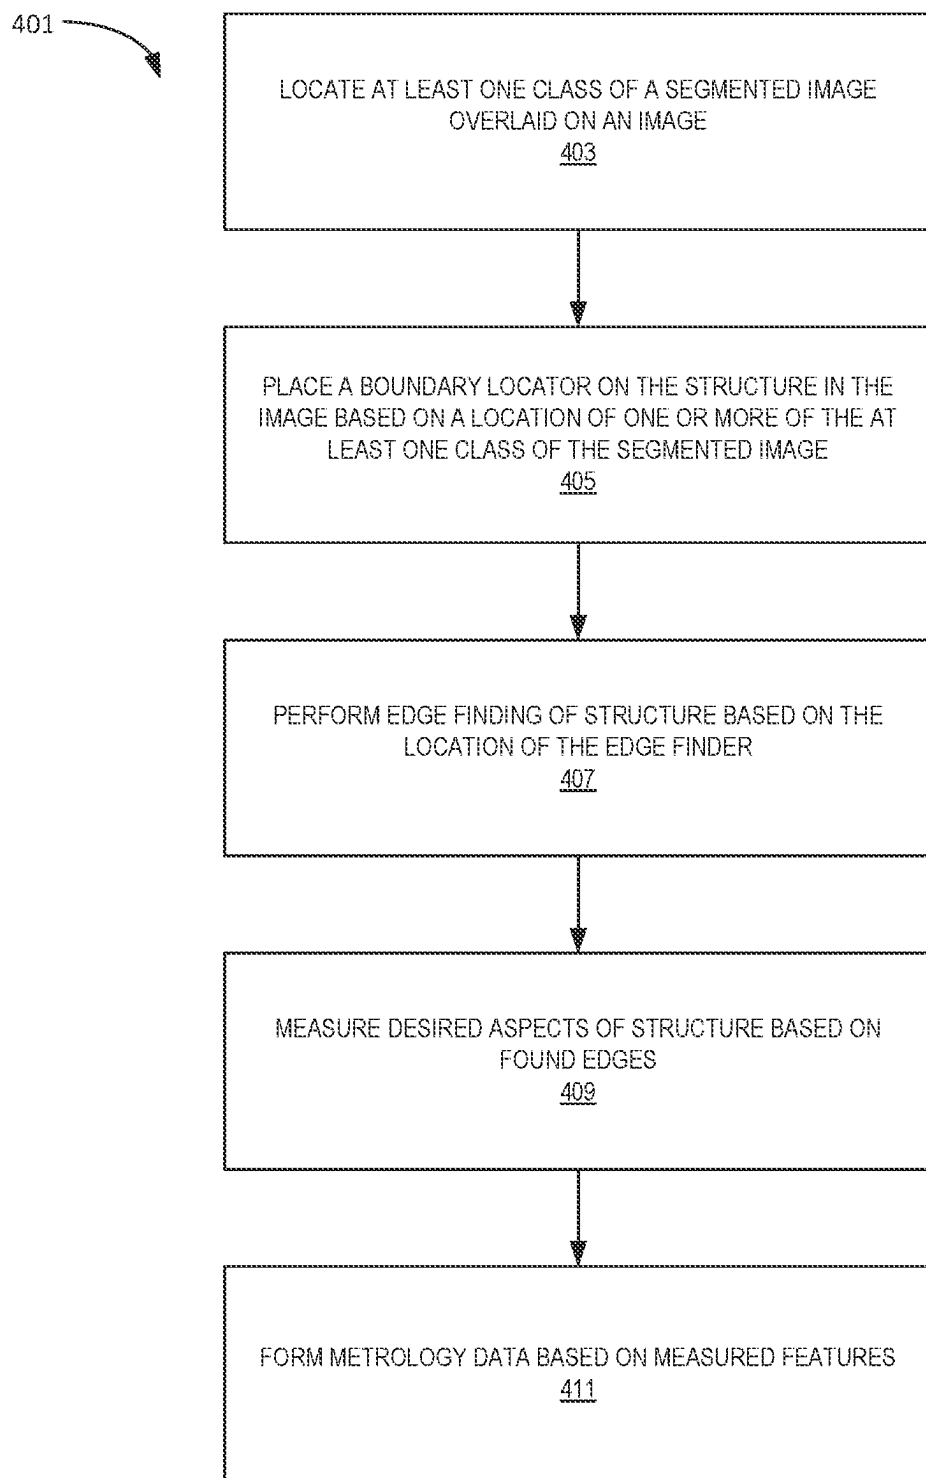 401
LOCATE AT LEAST ONE CLASS OF A SEGMENTED IMAGE
OVERLAID ON AN IMAGE
403
PLACE A BOUNDARY LOCATOR ON THE STRUCTURE IN THE
IMAGE BASED ON A LOCATION OF ONE OR MORE OF THE AT
LEAST ONE CLASS OF THE SEGMENTED IMAGE
405
PERFORM EDGE FINDING OF STRUCTURE BASED ON THE
LOCATION OF THE EDGE FINDER
407
MEASURE DESIRED ASPECTS OF STRUCTURE BASED ON
FOUND EDGES
409
FORM METROLOGY DATA BASED ON MEASURED FEATURES
411